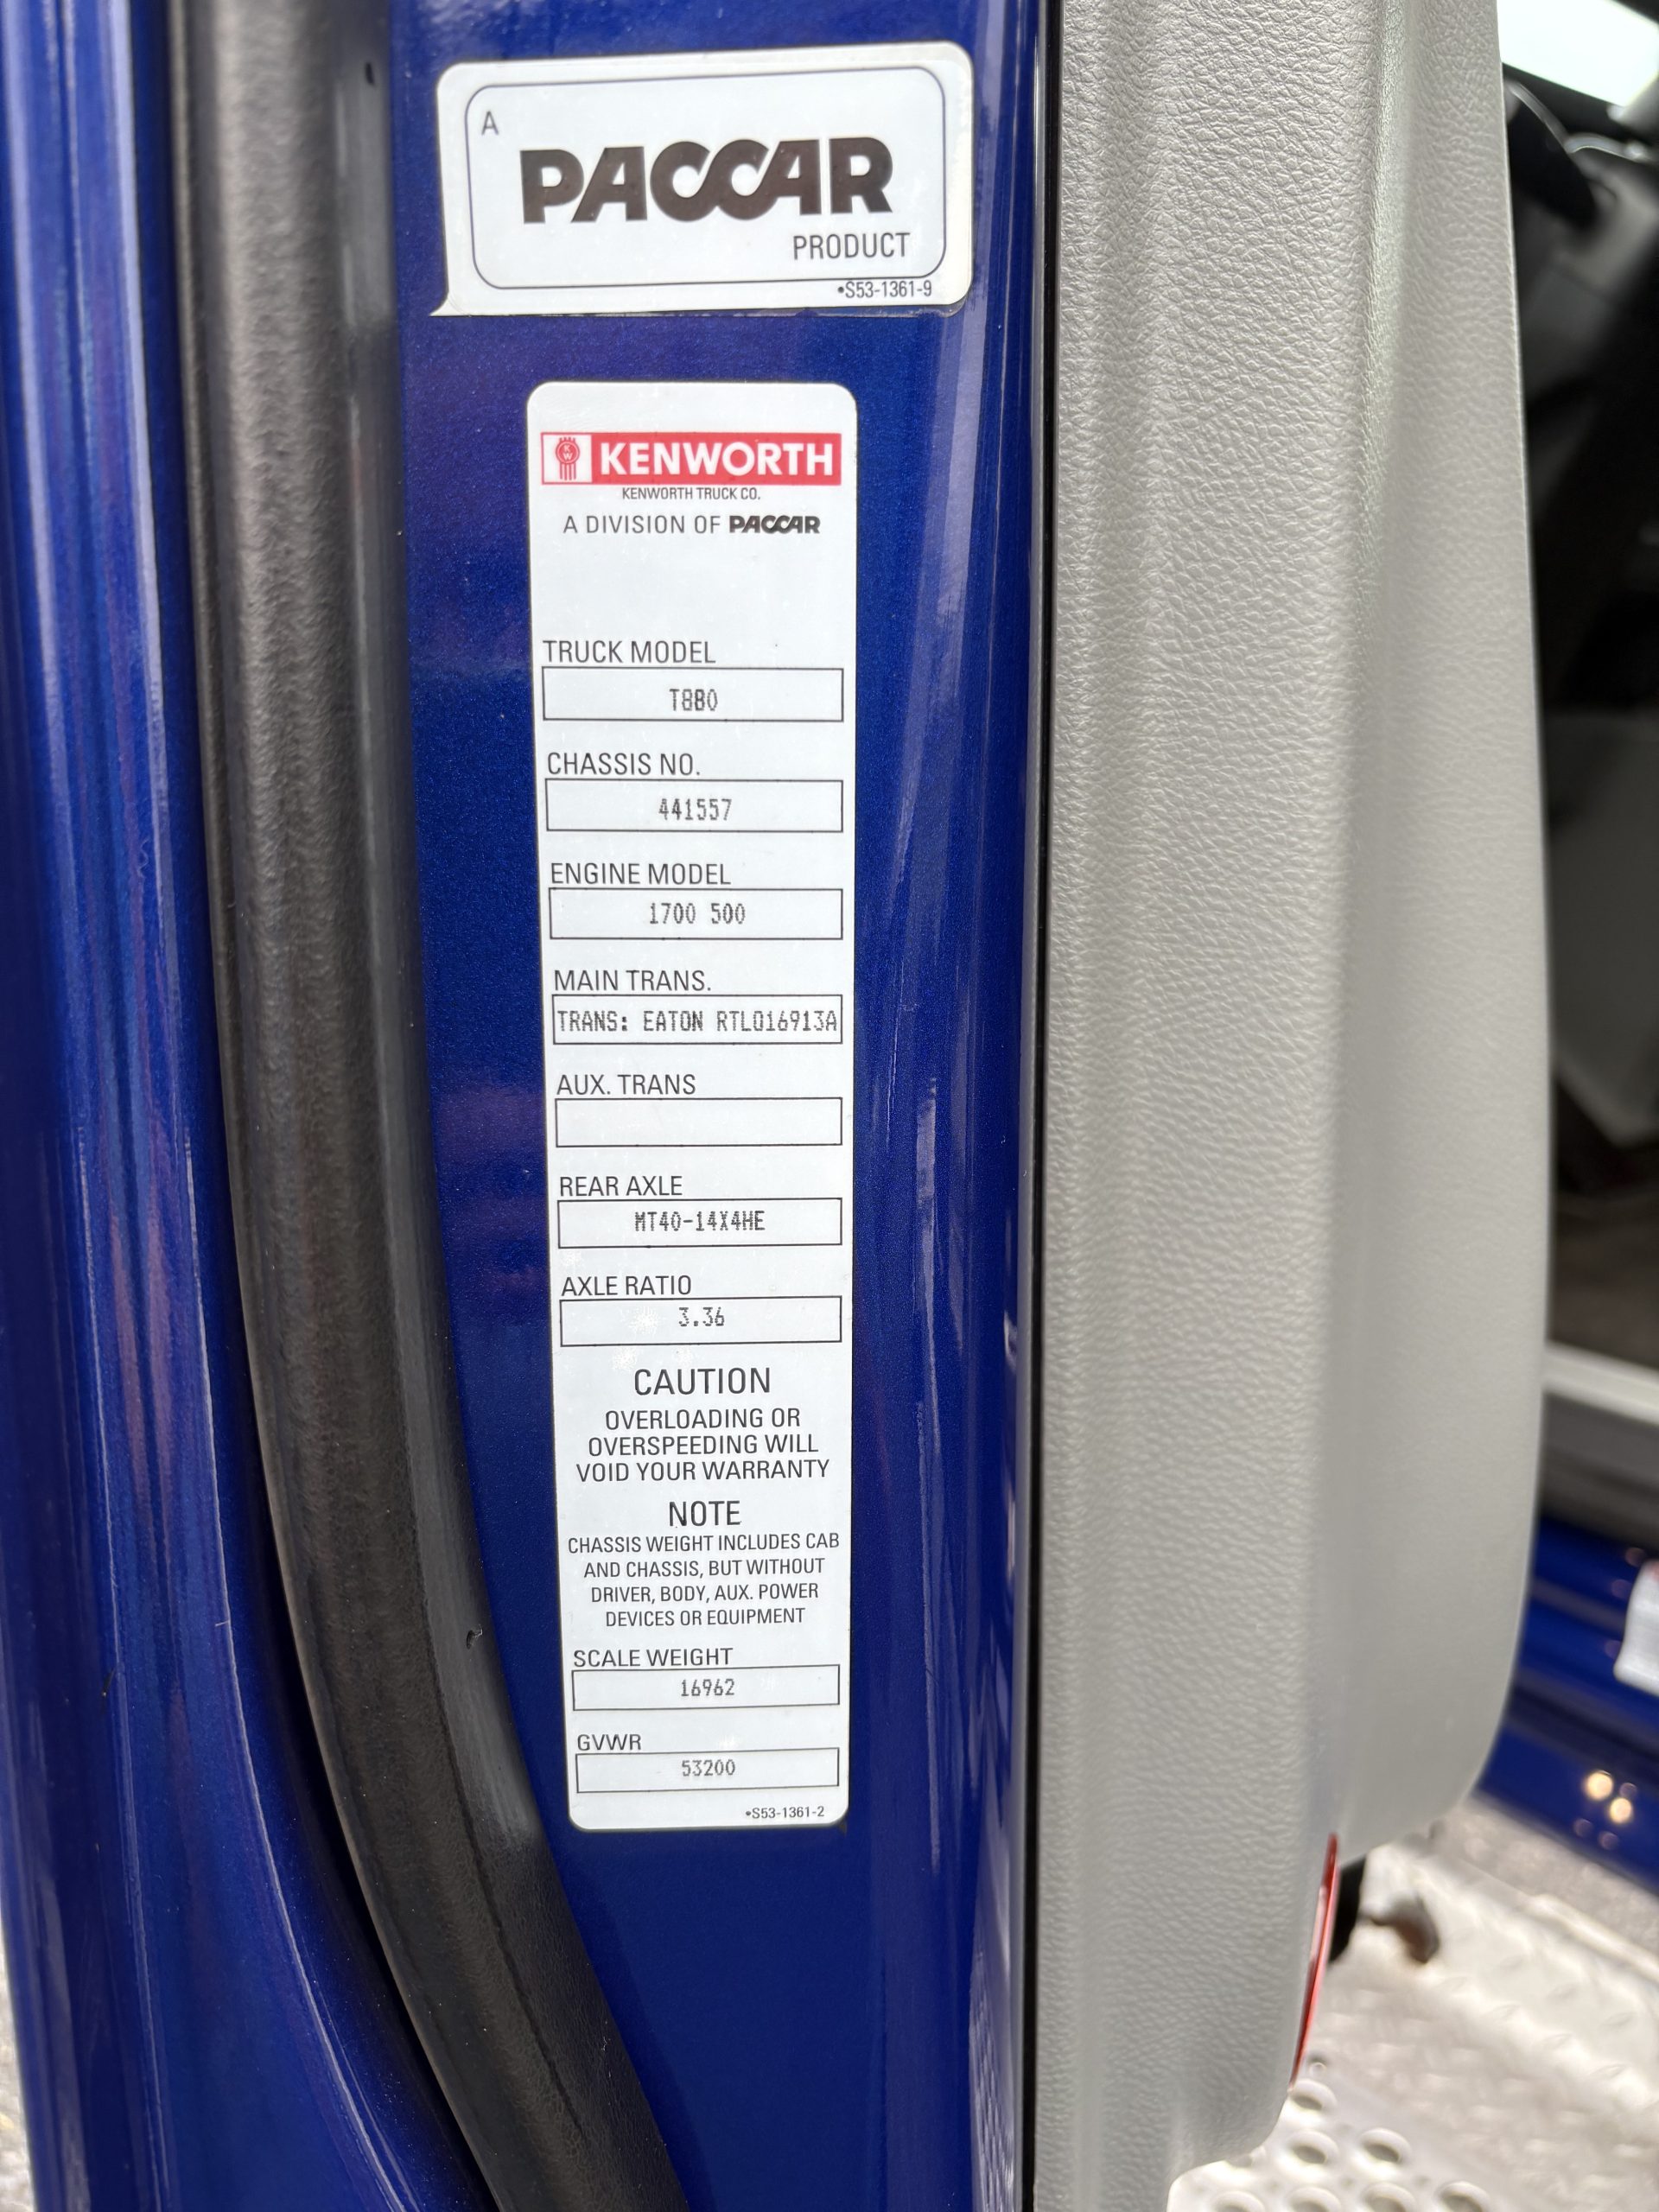 A
PACCAR
PRODUCT
•S53-1361-9
KW KENWORTH
KENWORTH TRUCK CO.
A DIVISION OF PACCAR
TRUCK MODEL
T880
CHASSIS NO.
441557
ENGINE MODEL
1700 500
MAIN TRANS.
TRANS: EATON RTLO16913A
AUX. TRANS
REAR AXLE
MT40-14X4HE
AXLE RATIO
3.36
CAUTION
OVERLOADING OR
OVERSPEEDING WILL
VOID YOUR WARRANTY
NOTE
CHASSIS WEIGHT INCLUDES CAB
AND CHASSIS, BUT WITHOUT
DRIVER, BODY, AUX. POWER
DEVICES OR EQUIPMENT
SCALE WEIGHT
16962
GVWR
53200
•S53-1361-2